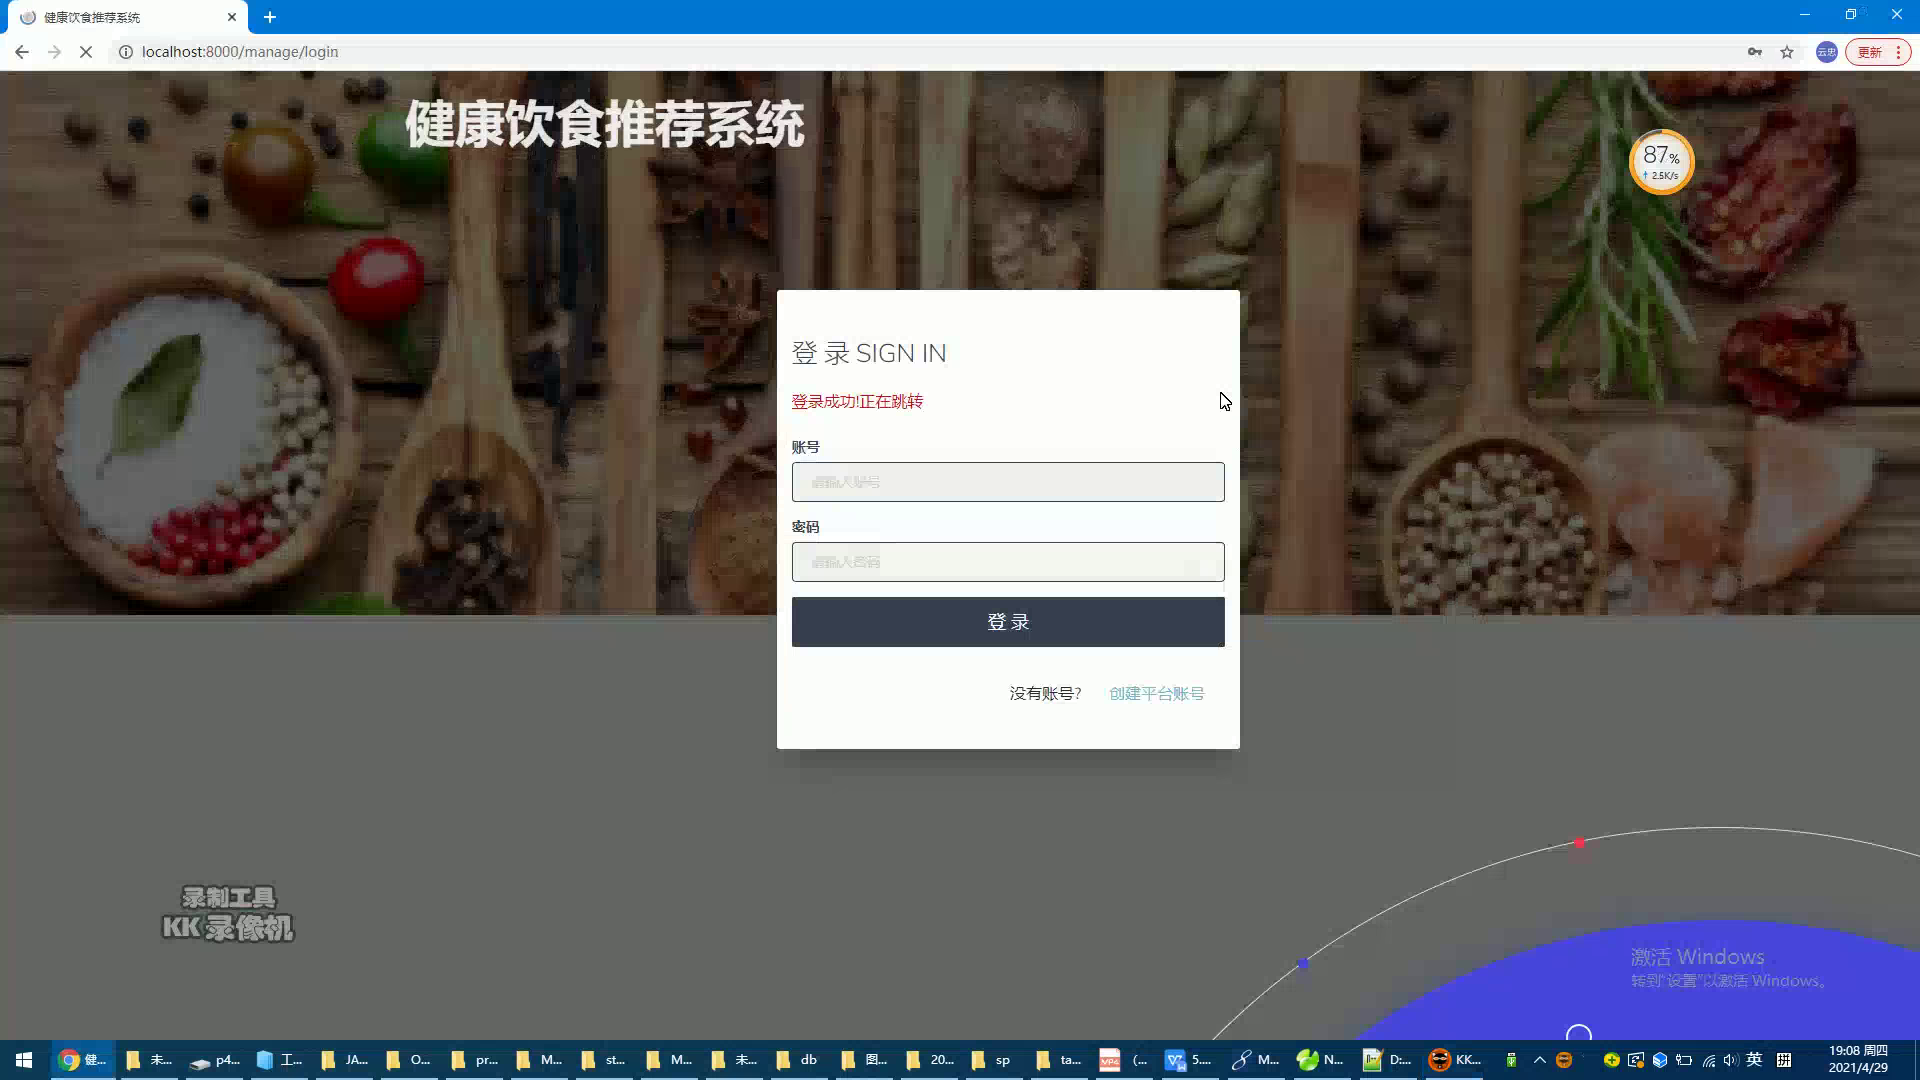 健康饮食推荐系统
localhost:8000/manage/login
云忠
更新
健康饮食推荐系统
87%
↑ 2.5K/s
登 录 SIGN IN
登录成功!正在跳转
账号
请输入账号
密码
请输入密码
登 录
没有账号? 创建平台账号
录制工具
KK 录像机
激活 Windows
转到"设置"以激活 Windows。
健... 未... p4... 工... JA... O... pr... M... st... M... 未... db 图... 20... sp ta... (... 5.... M... N... D:... KK... 英 拼
19:08 周四
2021/4/29